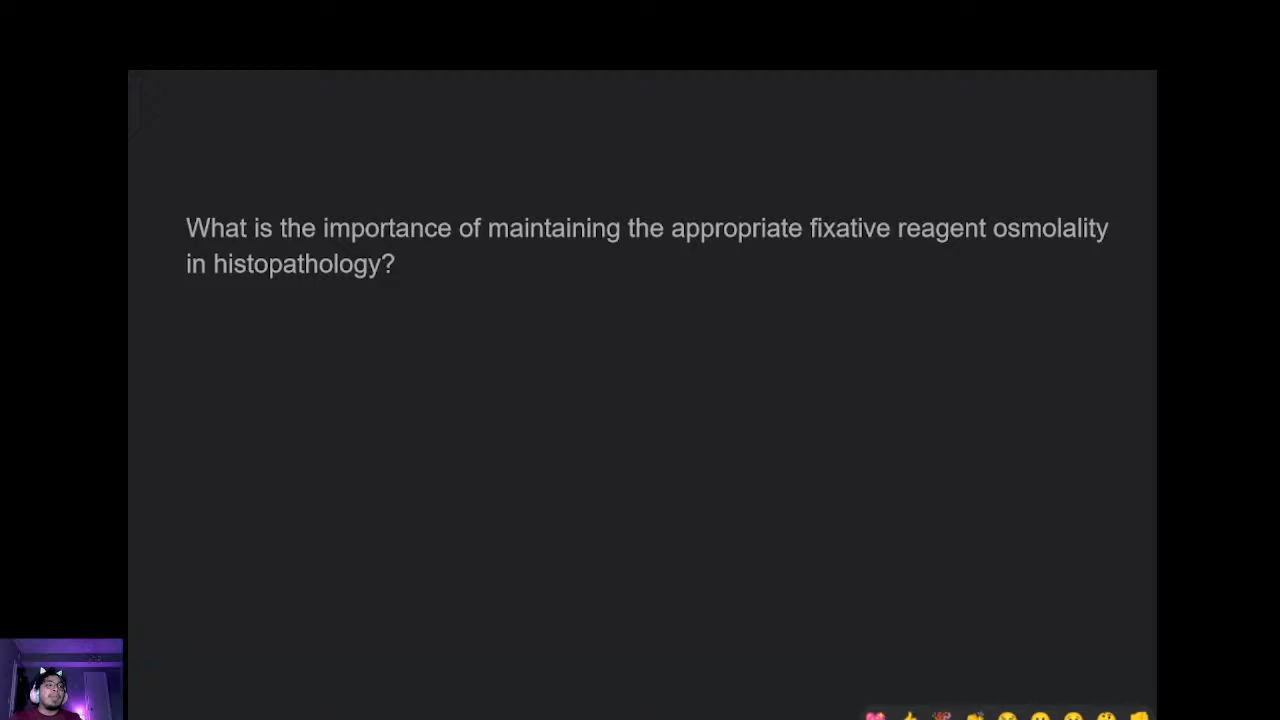 What is the importance of maintaining the appropriate fixative reagent osmolality
in histopathology?